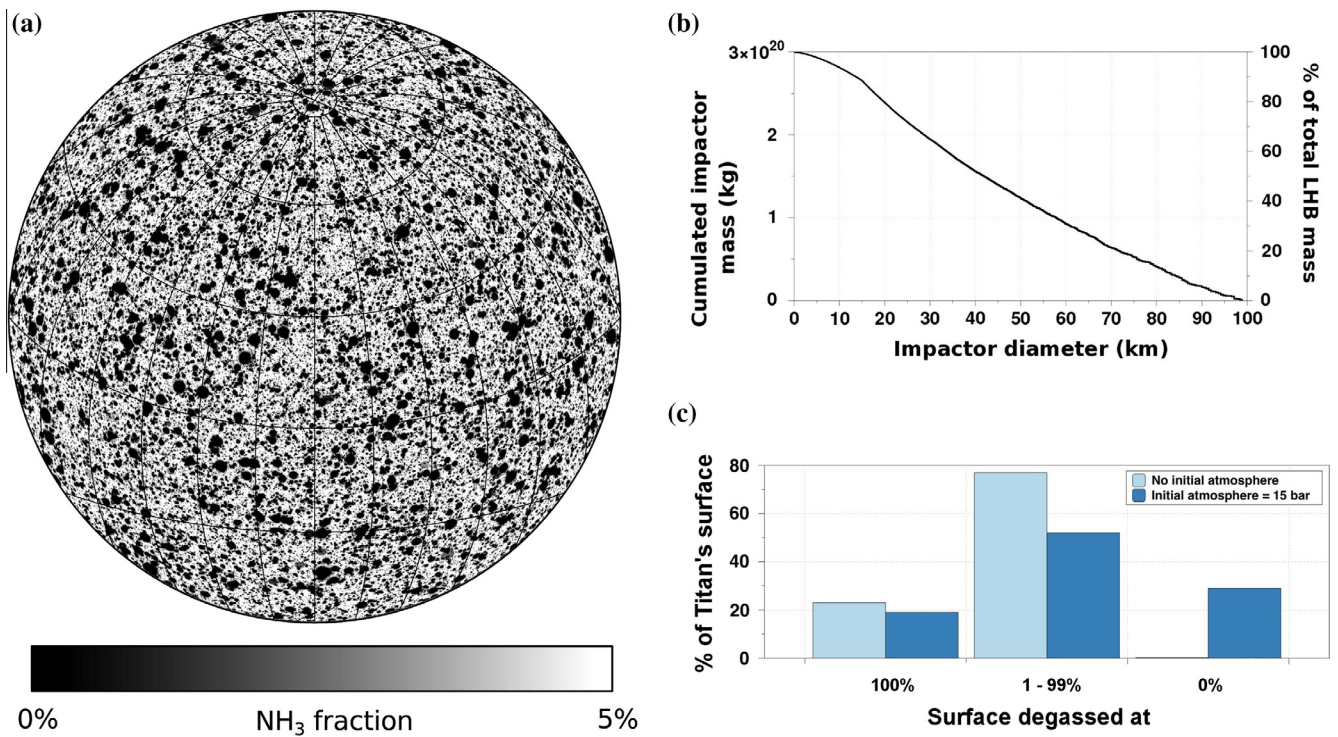 (a)
0%
NH₃ fraction
5%
(b)
3×10²⁰
2
1
0
Cumulated impactor
mass (kg)
100
80
60
40
20
0
% of total LHB mass
0 10 20 30 40 50 60 70 80 90 100
Impactor diameter (km)
(c)
% of Titan's surface
80
60
40
20
0
No initial atmosphere
Initial atmosphere = 15 bar
100% 1 - 99% 0%
Surface degassed at